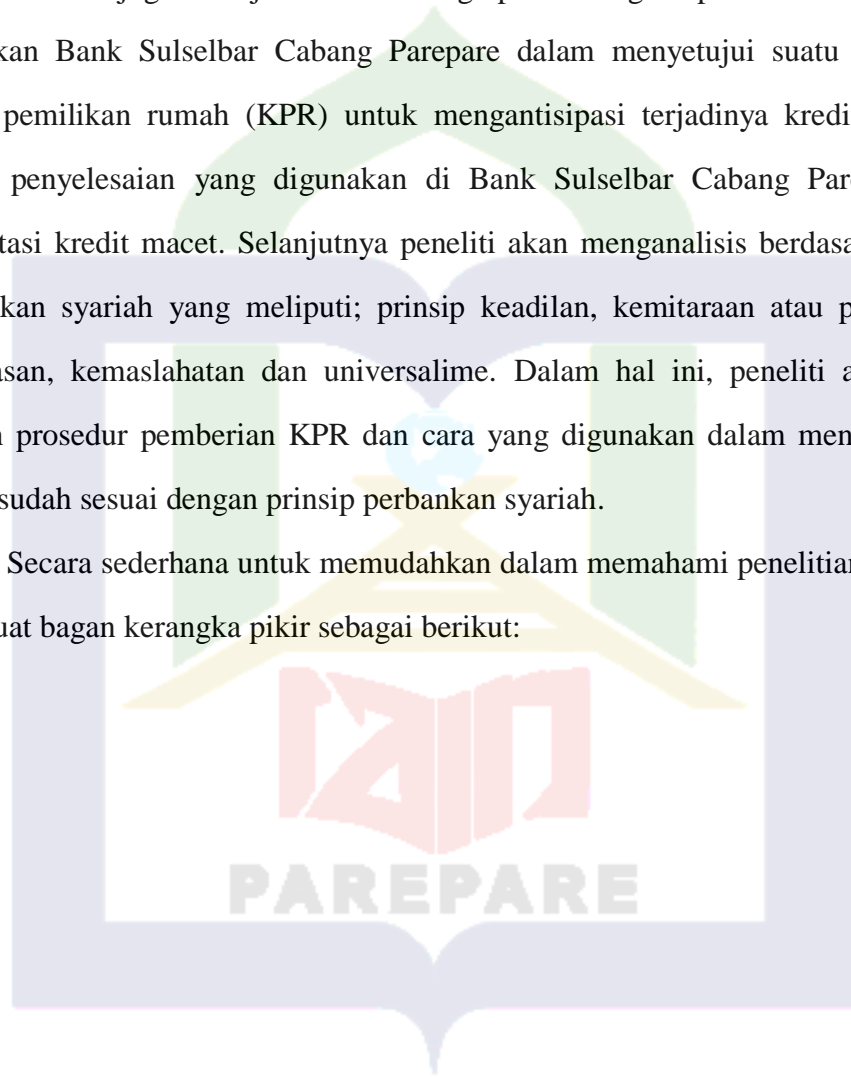 kan Bank Sulselbar Cabang Parepare dalam menyetujui suatu
pemilikan rumah (KPR) untuk mengantisipasi terjadinya kredi
penyelesaian yang digunakan di Bank Sulselbar Cabang Par
tasi kredit macet. Selanjutnya peneliti akan menganalisis berdasa
kan syariah yang meliputi; prinsip keadilan, kemitaraan atau p
asan, kemaslahatan dan universalime. Dalam hal ini, peneliti a
n prosedur pemberian KPR dan cara yang digunakan dalam men
sudah sesuai dengan prinsip perbankan syariah.
Secara sederhana untuk memudahkan dalam memahami penelitian
uat bagan kerangka pikir sebagai berikut:
iain
PAREPARE